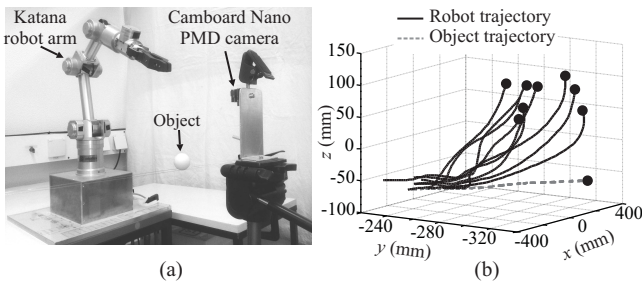 Katana
robot arm
Camboard Nano
PMD camera
Object
(a)
Robot trajectory
Object trajectory
z (mm)
150
100
50
0
-50
-100
-240
-280
-320
-400
0
400
y (mm)
x (mm)
(b)